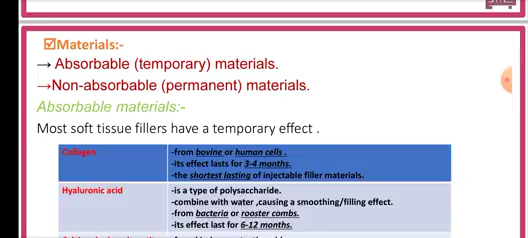 ☑Materials:-
→ Absorbable (temporary) materials.
→Non-absorbable (permanent) materials.
Absorbable materials:-
Most soft tissue fillers have a temporary effect .
Collagen
-from bovine or human cells .
-its effect lasts for 3-4 months.
-the shortest lasting of injectable filler materials.
Hyaluronic acid
-is a type of polysaccharide.
-combine with water ,causing a smoothing/filling effect.
-from bacteria or rooster combs.
-its effect last for 6-12 months.